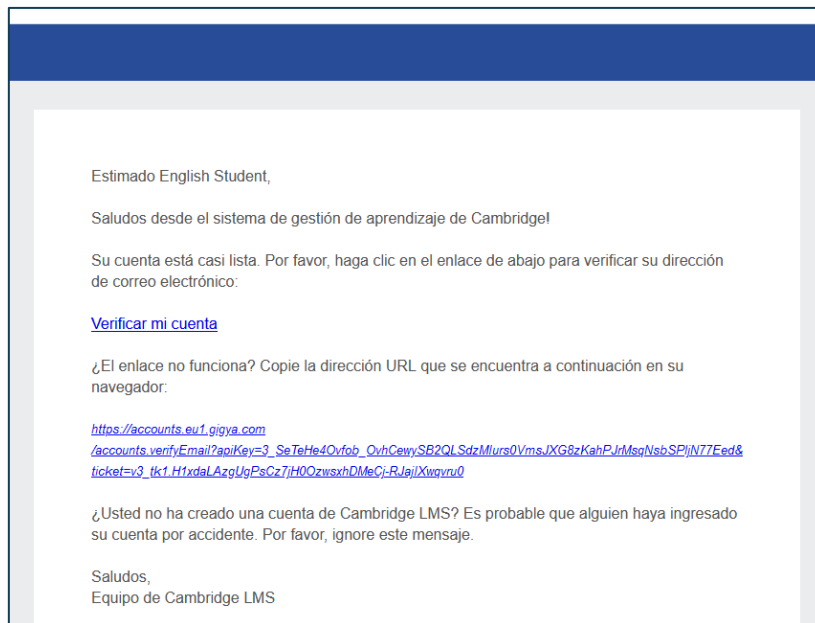 Estimado English Student,
Saludos desde el sistema de gestión de aprendizaje de Cambridge!
Su cuenta está casi lista. Por favor, haga clic en el enlace de abajo para verificar su dirección
de correo electrónico:
Verificar mi cuenta
¿El enlace no funciona? Copie la dirección URL que se encuentra a continuación en su
navegador:
https://accounts.eu1.gigya.com
/accounts.verifyEmail?apiKey=3_SeTeHe4Ovfob_OvhCewySB2QLSdzMlurs0VmsJXG8zKahPJrMsqNsbSPljN77Eed&
ticket=v3_tk1.H1xdaLAzgUgPsCz7jH0OzwsxhDMeCj-RJajlXwqvru0
¿Usted no ha creado una cuenta de Cambridge LMS? Es probable que alguien haya ingresado
su cuenta por accidente. Por favor, ignore este mensaje.
Saludos,
Equipo de Cambridge LMS